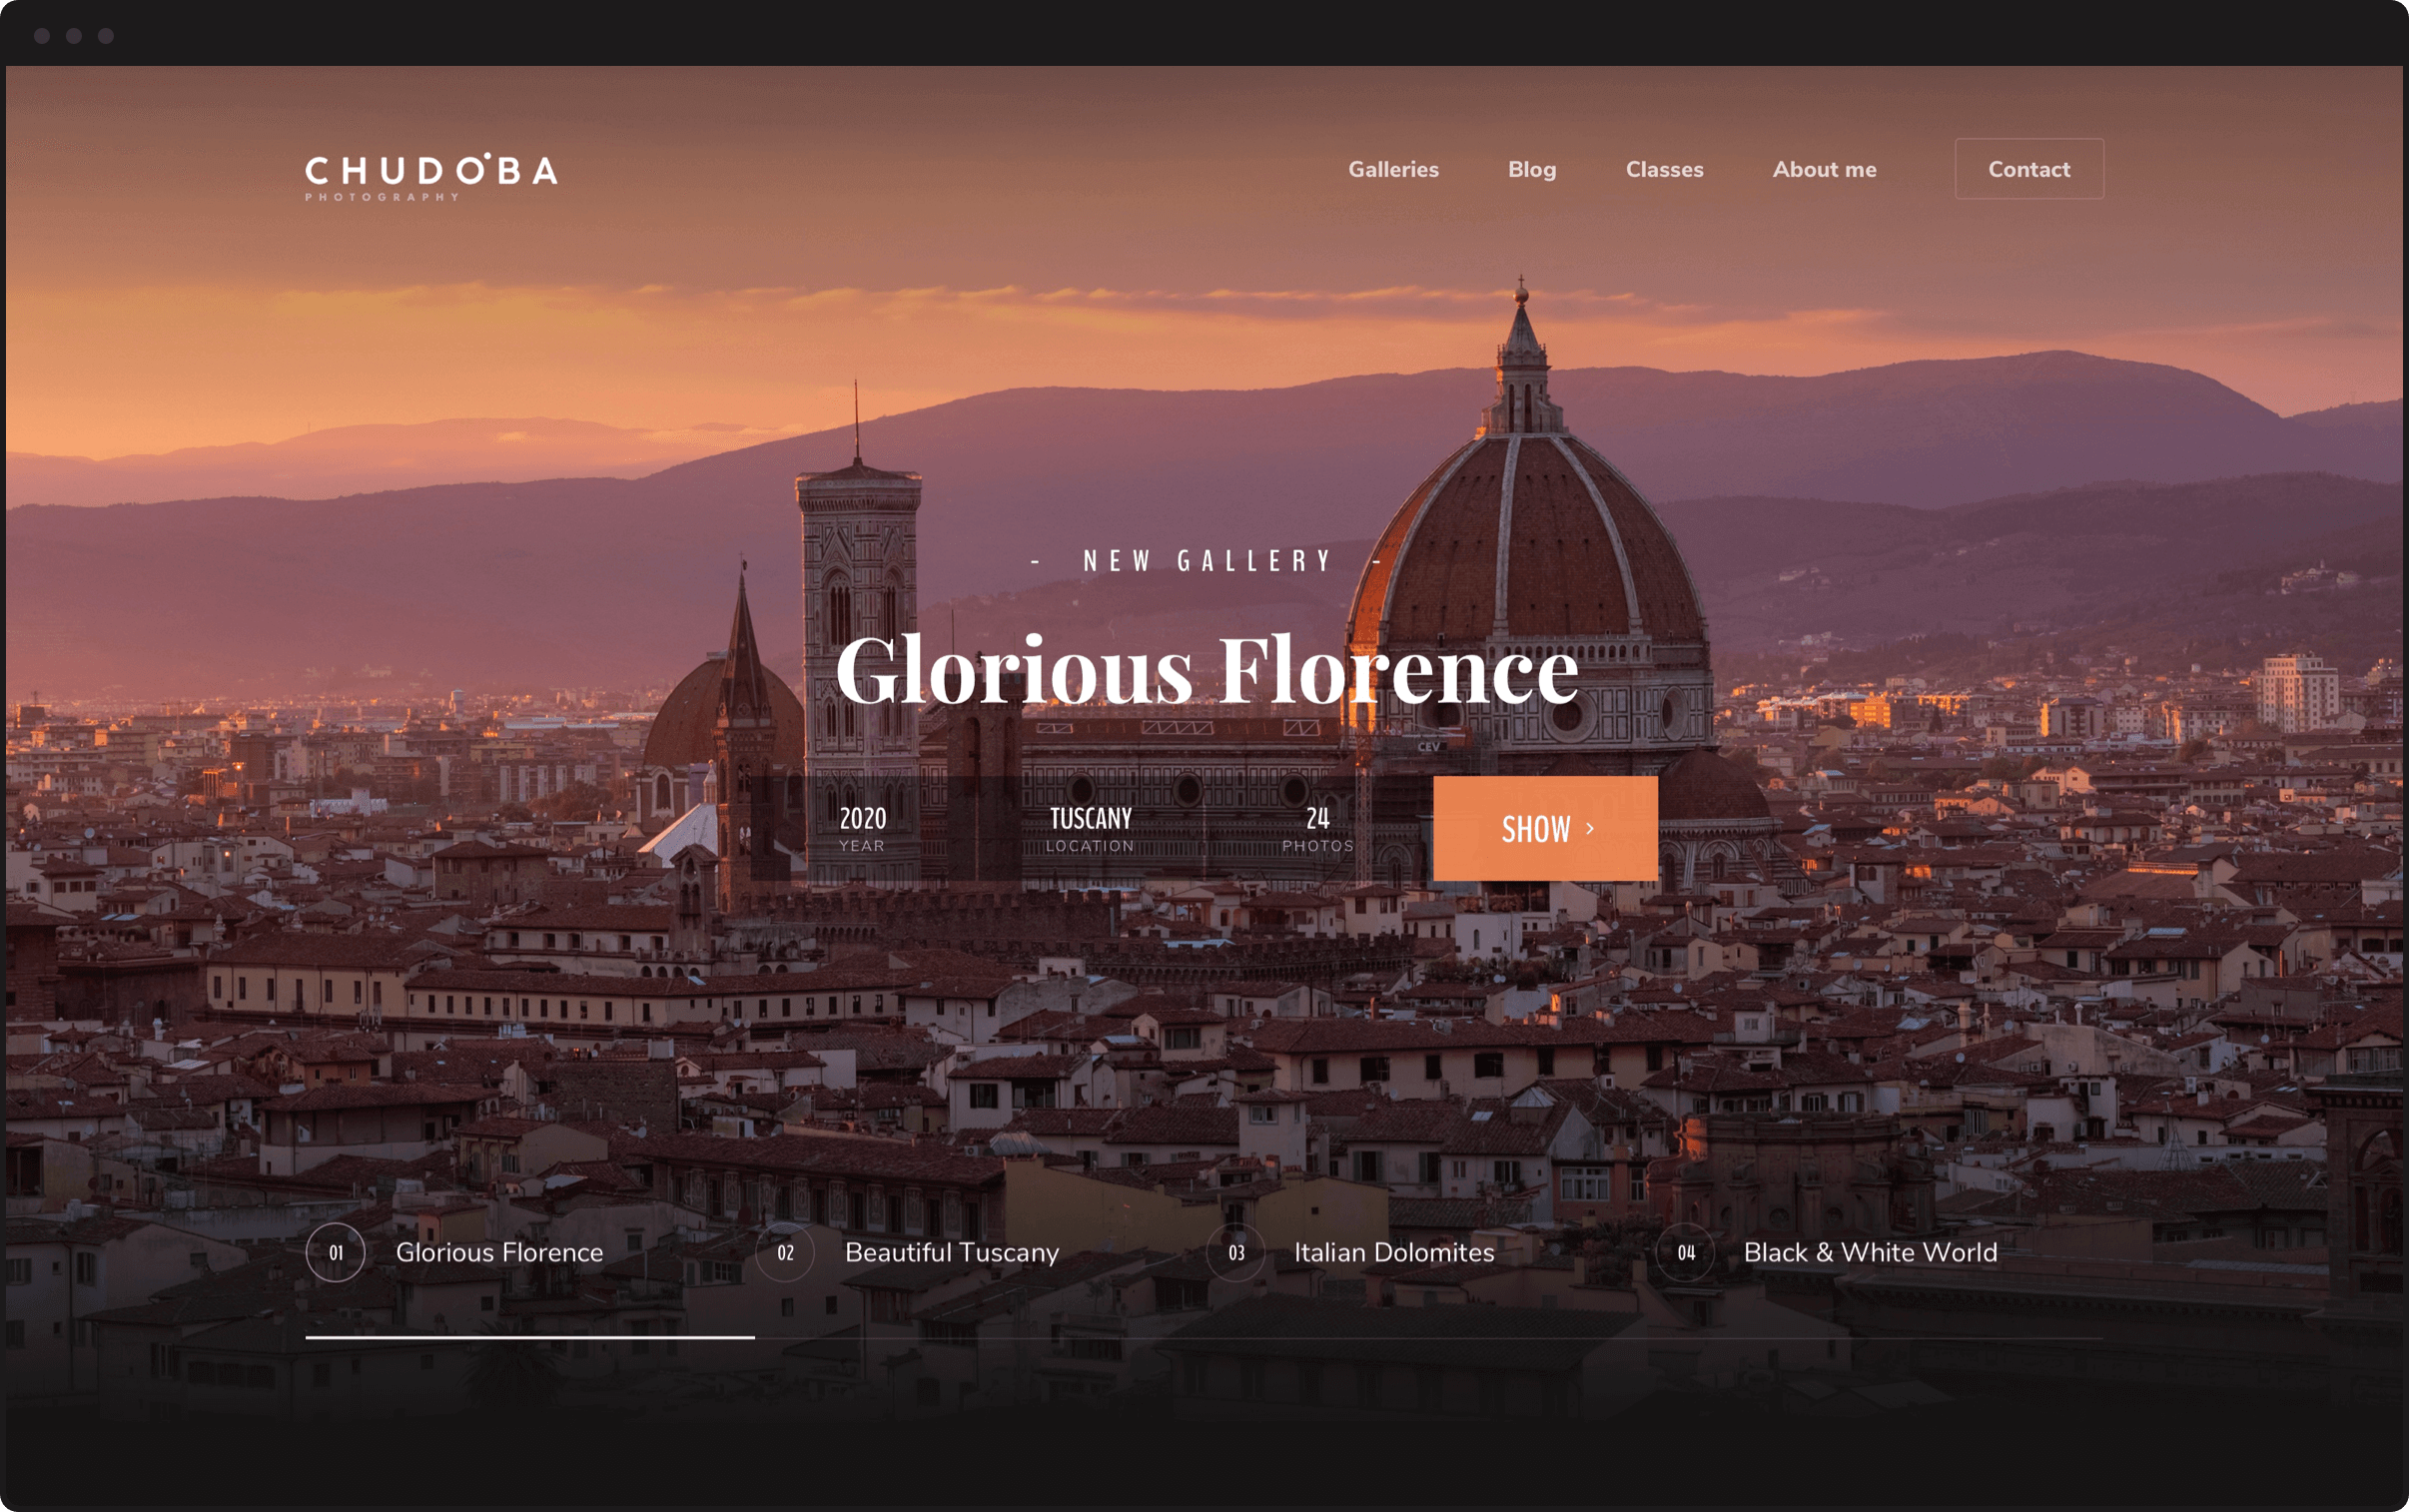 CHUDOBA
PHOTOGRAPHY
Galleries Blog Classes About me Contact
- NEW GALLERY -
Glorious Florence
CEV
2020 TUSCANY 24 SHOW >
YEAR LOCATION PHOTOS
01 Glorious Florence 02 Beautiful Tuscany 03 Italian Dolomites 04 Black & White World